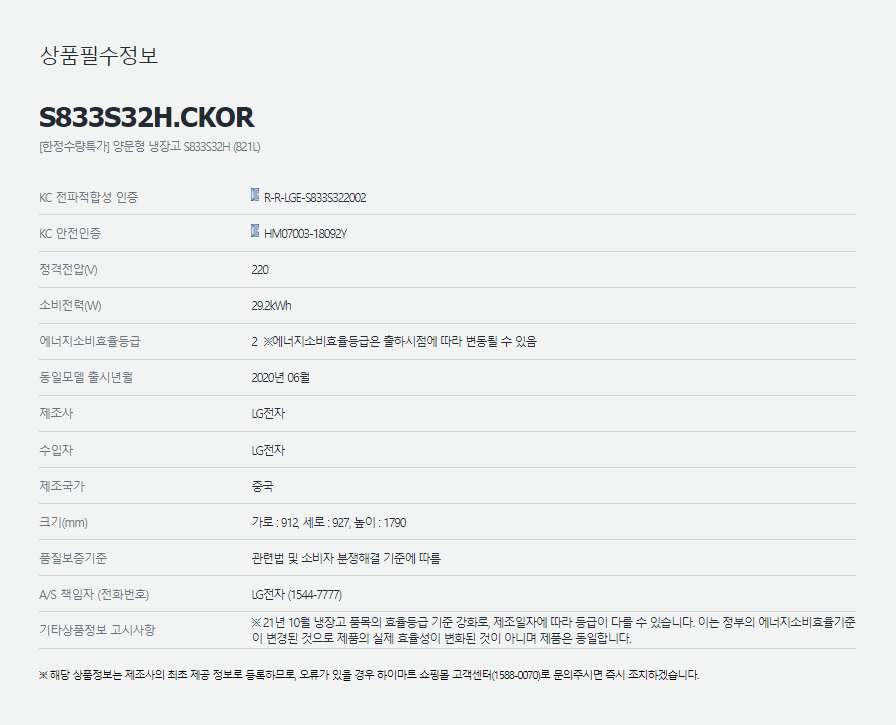 상품필수정보
S833S32H.CKOR
[한정수량특가] 양문형 냉장고 S833S32H (821L)
KC 전파적합성 인증 R-R-LGE-S833S322002
KC 안전인증 HM07003-18092Y
정격전압(V) 220
소비전력(W) 29.2kWh
에너지소비효율등급 2 ※에너지소비효율등급은 출하시점에 따라 변동될 수 있음
동일모델 출시년월 2020년 06월
제조사 LG전자
수입자 LG전자
제조국가 중국
크기(mm) 가로 : 912, 세로 : 927, 높이 : 1790
품질보증기준 관련법 및 소비자 분쟁해결 기준에 따름
A/S 책임자 (전화번호) LG전자 (1544-7777)
기타상품정보 고시사항 ※ 21년 10월 냉장고 품목의 효율등급 기준 강화로, 제조일자에 따라 등급이 다를 수 있습니다. 이는 정부의 에너지소비효율기준
이 변경된 것으로 제품의 실제 효율성이 변화된 것이 아니며 제품은 동일합니다.
※ 해당 상품정보는 제조사의 최초 제공 정보로 등록하므로, 오류가 있을 경우 하이마트 쇼핑몰 고객센터(1588-0070)로 문의주시면 즉시 조치하겠습니다.